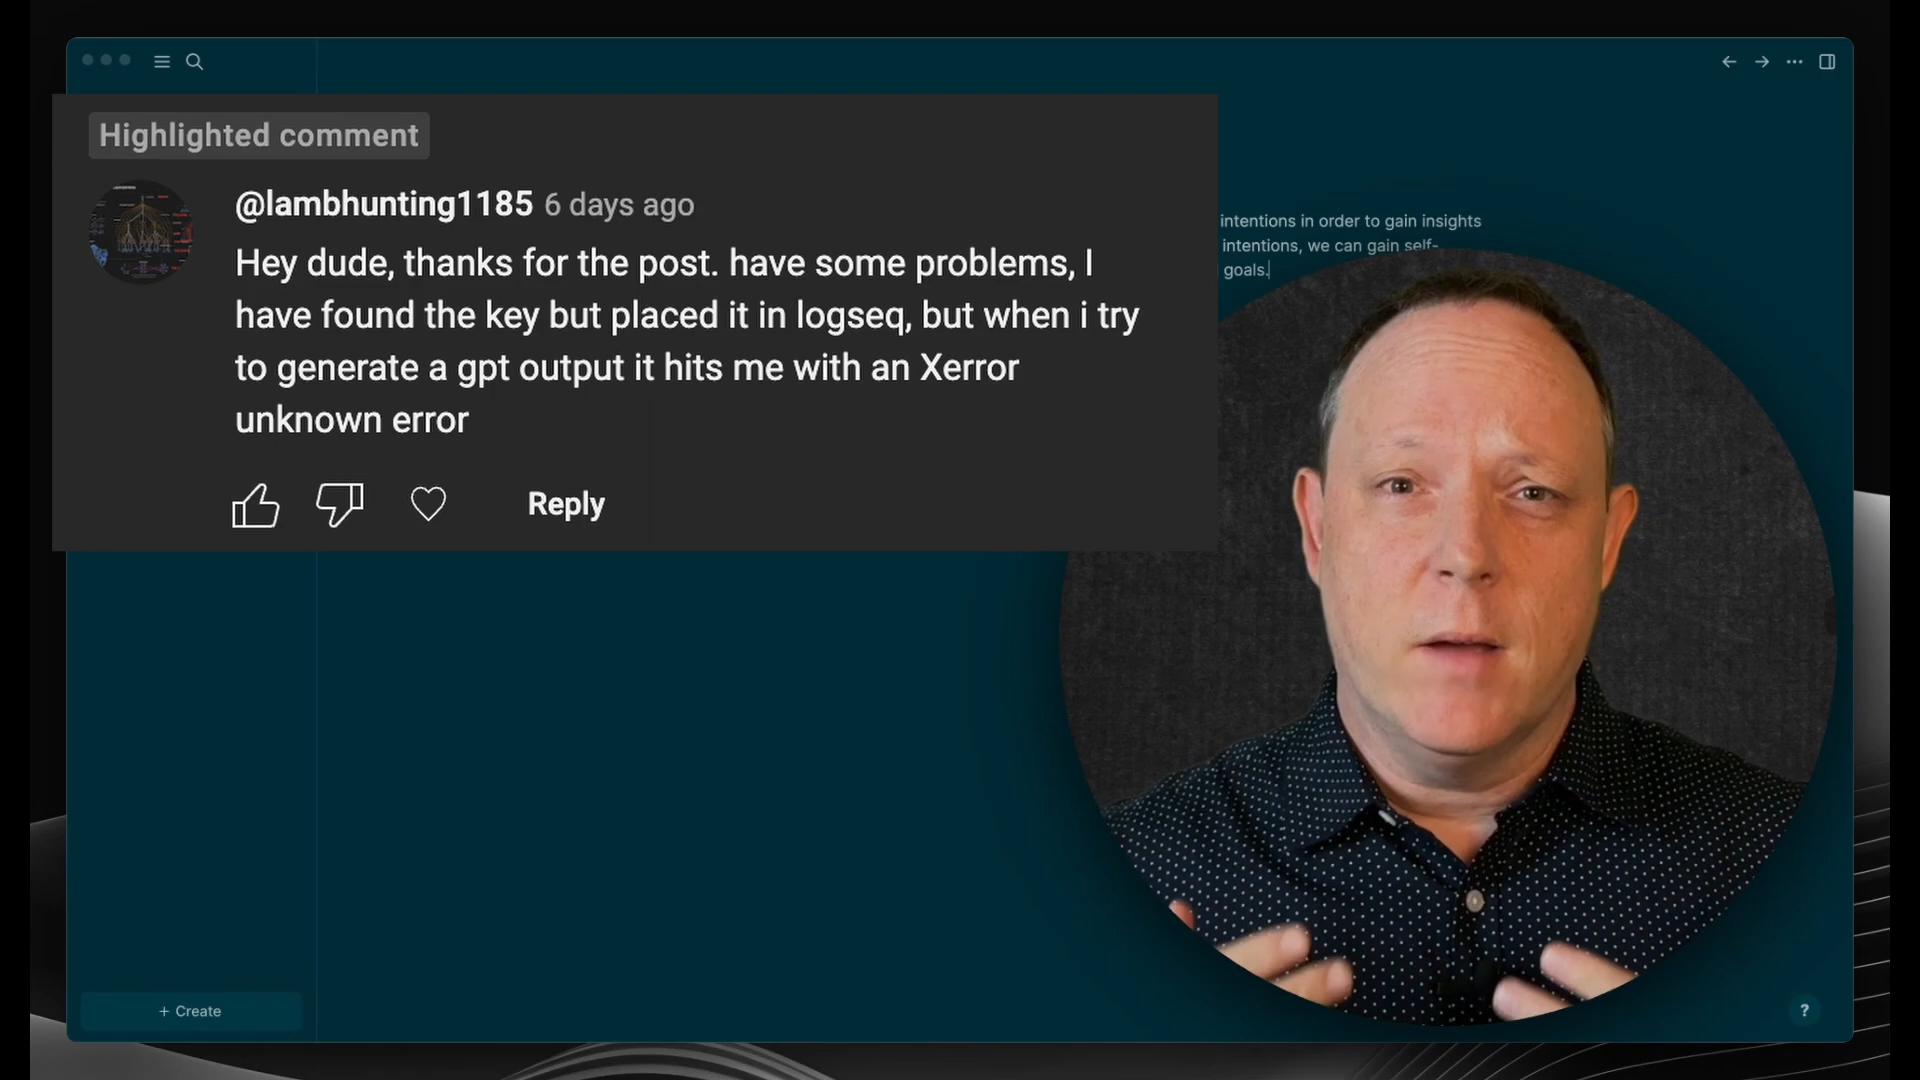 Highlighted comment
@lambhunting1185 6 days ago
Hey dude, thanks for the post. have some problems, I
have found the key but placed it in logseq, but when i try
to generate a gpt output it hits me with an Xerror
unknown error
Reply
intentions in order to gain insights
intentions, we can gain self-
goals.
+ Create
?